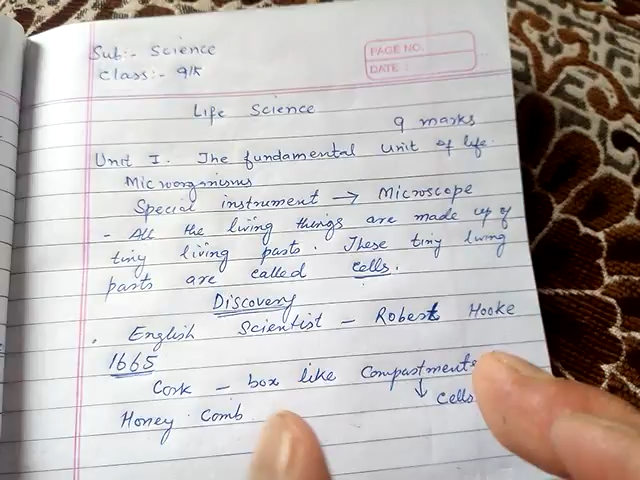 Sub:- Science
PAGE NO.
Class:- 9th
DATE :
Life Science
9 marks
Unit I. The fundamental unit of life.
Microorganisms
Special instrument → Microscope
- All the living things are made up of
tiny living parts. These tiny living
parts are called cells.
Discovery
. English Scientist - Robert Hooke
1665
Cork - box like Compartments
↓ Cells
Honey Comb